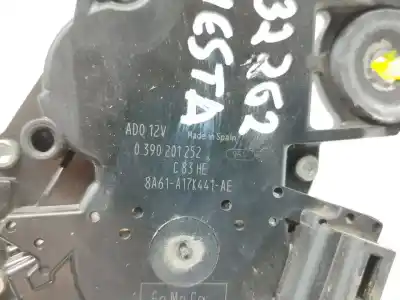 32262
IESTA
ADO 12V Made in Spain
0 390 201 252
C 83 HE
8A61-A17K441-AE
FoMoCo